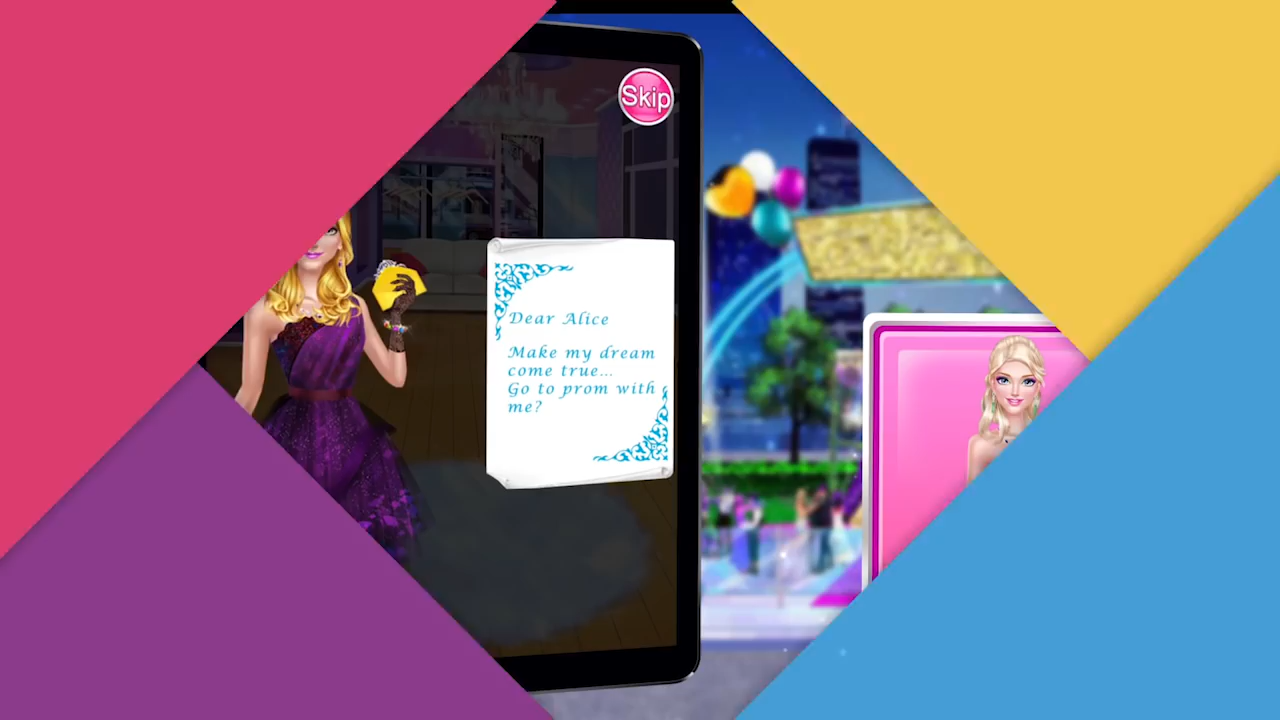 Skip
Dear Alice
Make my dream
come true...
Go to prom with
me?